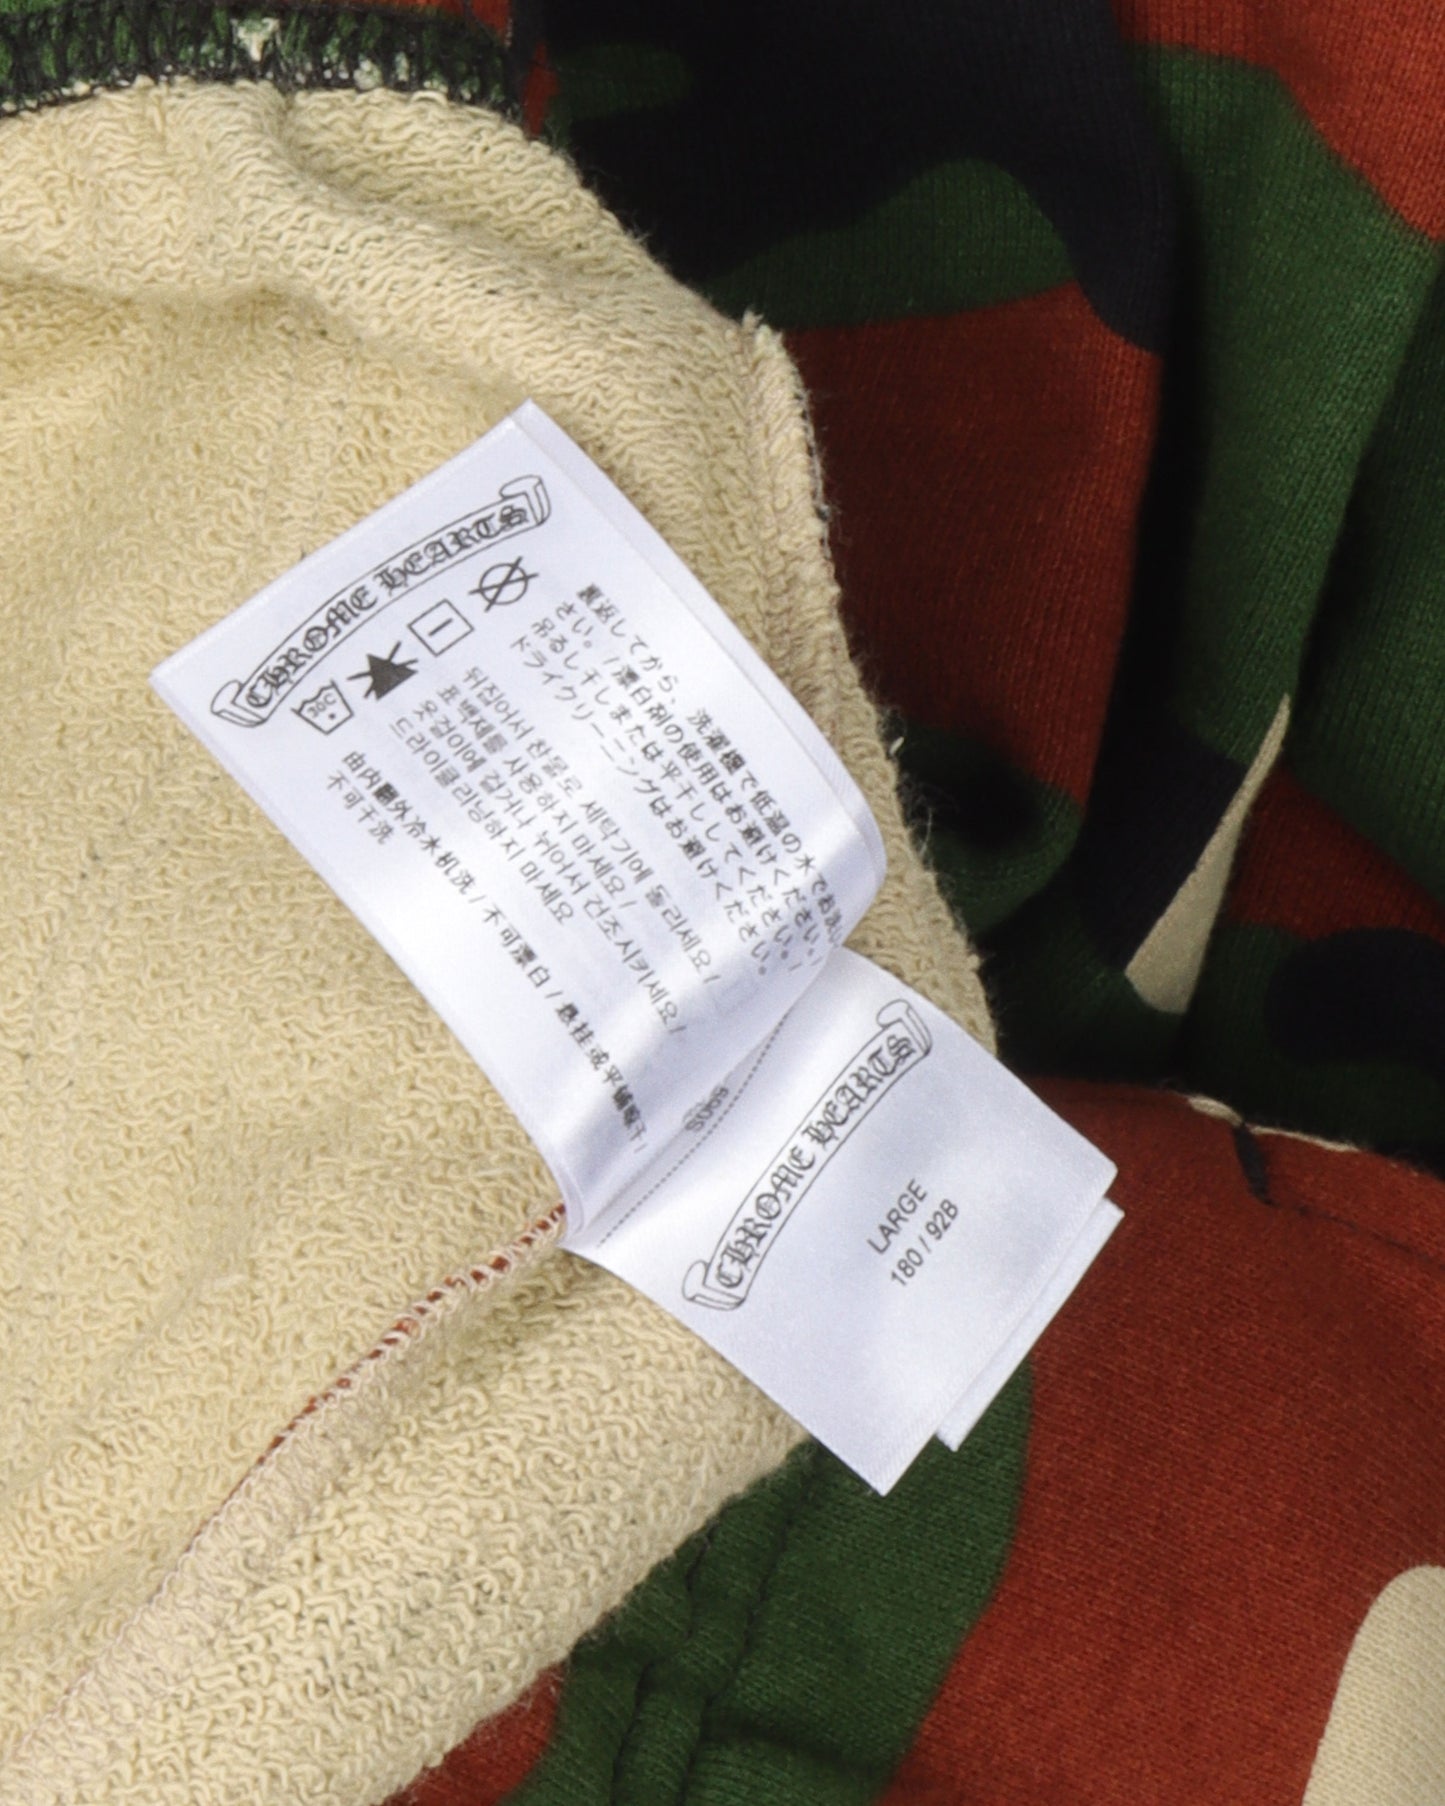 CHROME HEARTS
30C
裏返してから、洗濯機で低温の水でお洗い
さい。/漂白剤の使用はお避けください。/
吊るし干しまたは平干ししてください。/
ドライクリーニングはお避けください。
뒤집어서 찬물로 세탁기에 돌리세요/
표백제를 사용하지 마세요/
옷걸이에 걸거나 뉘어서 건조시키세요/
드라이클리닝하지 마세요
由内翻外冷水机洗/不可漂白/悬挂或平铺晾干/
不可干洗
CHROME HEARTS
LARGE
180 / 92B